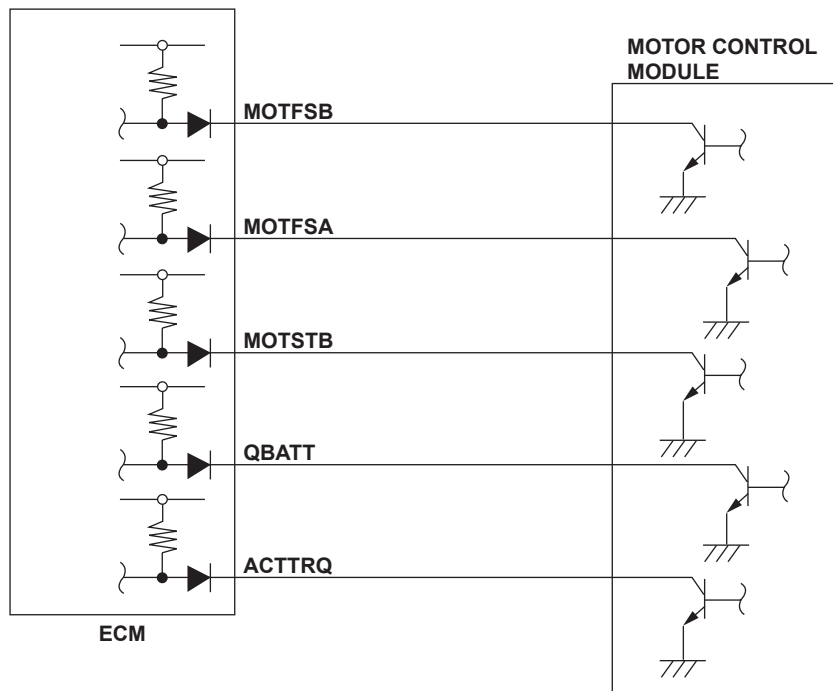 MOTOR CONTROL
MODULE
MOTFSB
MOTFSA
MOTSTB
QBATT
ACTTRQ
ECM